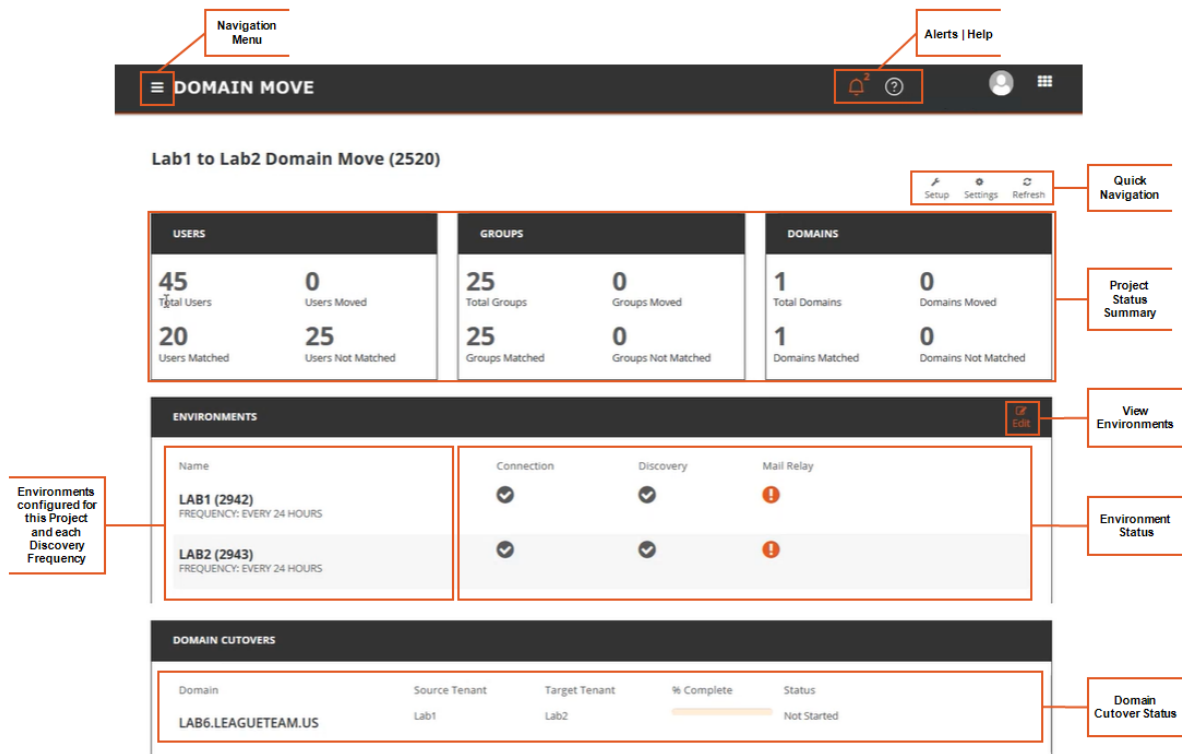 Navigation
Menu
Alerts | Help
DOMAIN MOVE
2
Lab1 to Lab2 Domain Move (2520)
Setup Settings Refresh
Quick
Navigation
USERS
45
Total Users
0
Users Moved
20
Users Matched
25
Users Not Matched
GROUPS
25
Total Groups
0
Groups Moved
25
Groups Matched
0
Groups Not Matched
DOMAINS
1
Total Domains
0
Domains Moved
1
Domains Matched
0
Domains Not Matched
Project
Status
Summary
ENVIRONMENTS
Edit
View
Environments
Name Connection Discovery Mail Relay
LAB1 (2942)
FREQUENCY: EVERY 24 HOURS
LAB2 (2943)
FREQUENCY: EVERY 24 HOURS
Environments
configured for
this Project
and each
Discovery
Frequency
Environment
Status
DOMAIN CUTOVERS
Domain Source Tenant Target Tenant % Complete Status
LAB6.LEAGUETEAM.US Lab1 Lab2 Not Started
Domain
Cutover Status